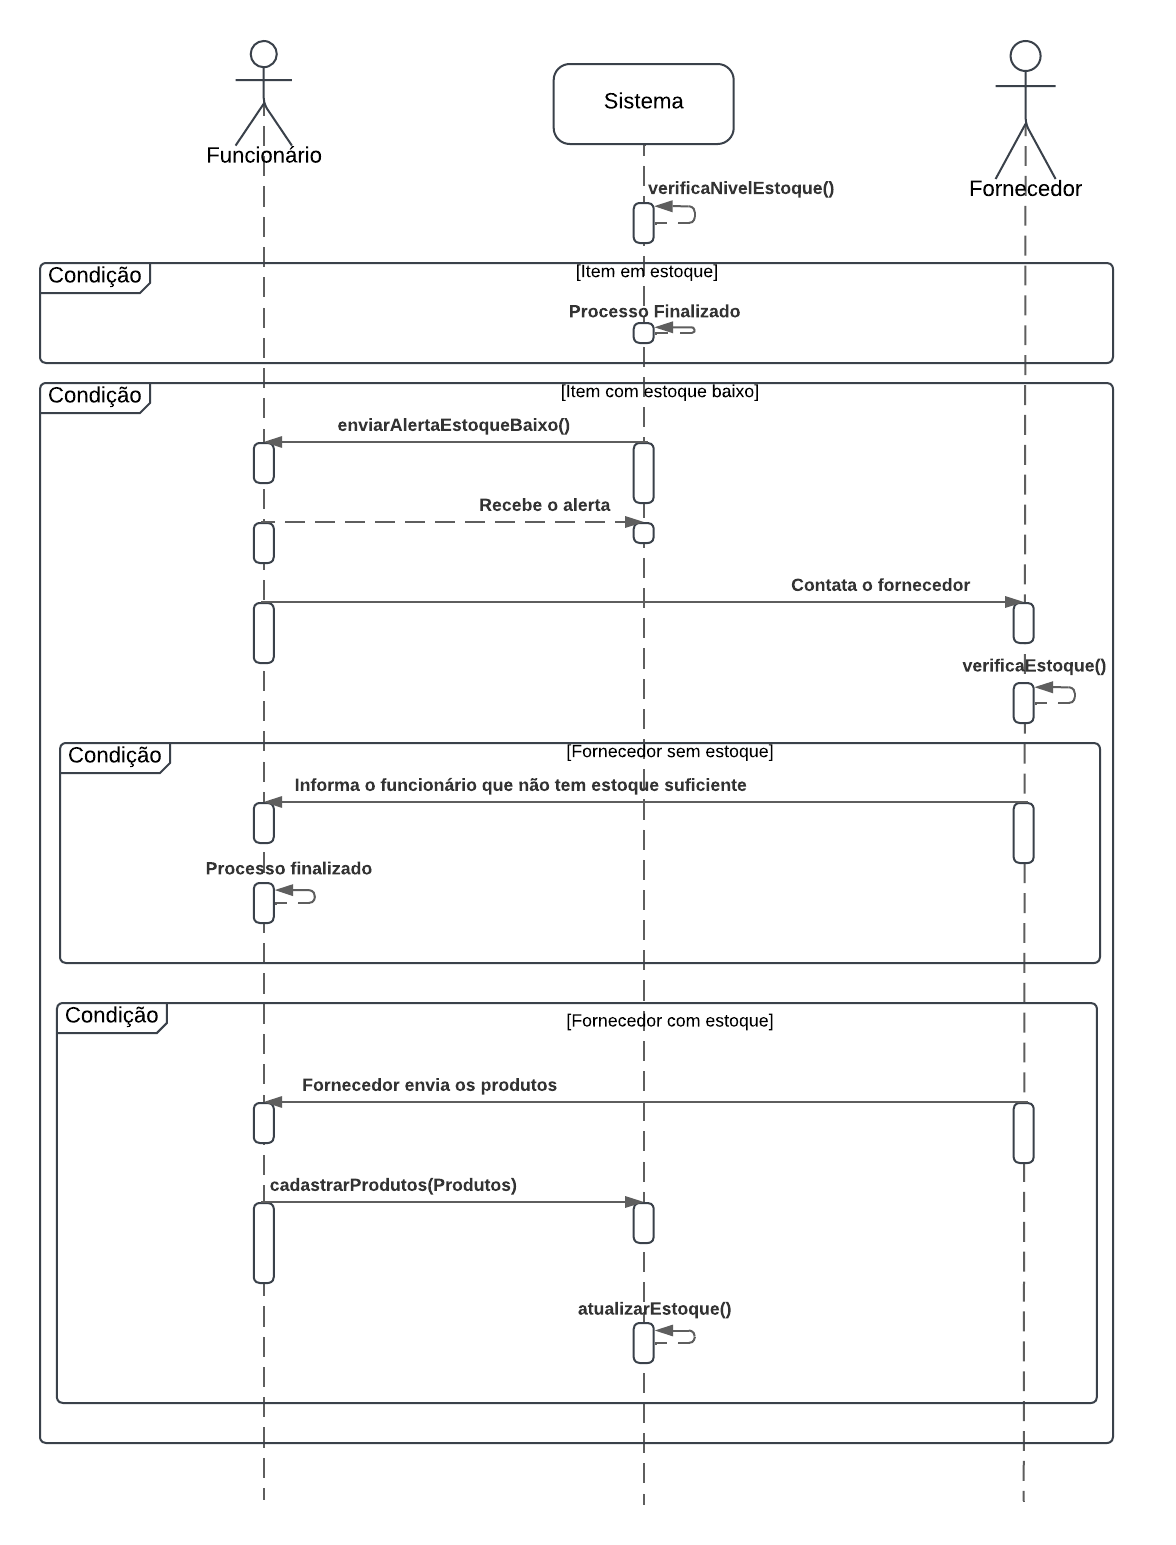 Funcionário
Sistema
Fornecedor
verificaNivelEstoque()
Condição
[Item em estoque]
Processo Finalizado
Condição
[Item com estoque baixo]
enviarAlertaEstoqueBaixo()
Recebe o alerta
Contata o fornecedor
verificaEstoque()
Condição
[Fornecedor sem estoque]
Informa o funcionário que não tem estoque suficiente
Processo finalizado
Condição
[Fornecedor com estoque]
Fornecedor envia os produtos
cadastrarProdutos(Produtos)
atualizarEstoque()